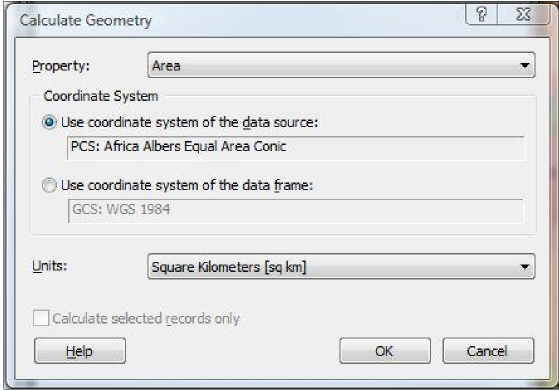 Calculate Geometry
Property:
Area
Coordinate System
Use coordinate system of the data source:
PCS: Africa Albers Equal Area Conic
Use coordinate system of the data frame:
GCS: WGS 1984
Units:
Square Kilometers [sq km]
Calculate selected records only
Help
OK
Cancel